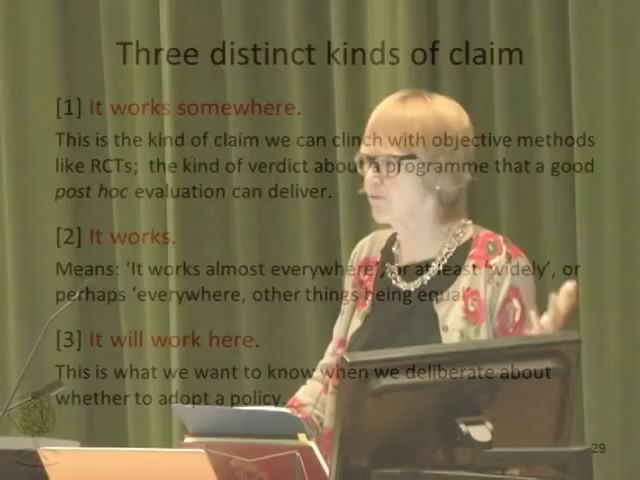 Three distinct kinds of claim
[1] It works somewhere.
This is the kind of claim we can clinch with objective methods
like RCTs; the kind of verdict about a programme that a good
post hoc evaluation can deliver.
[2] It works.
Means: 'It works almost everywhere', or at least 'widely', or
perhaps 'everywhere, other things being equal'.
[3] It will work here.
This is what we want to know when we deliberate about
whether to adopt a policy.
29